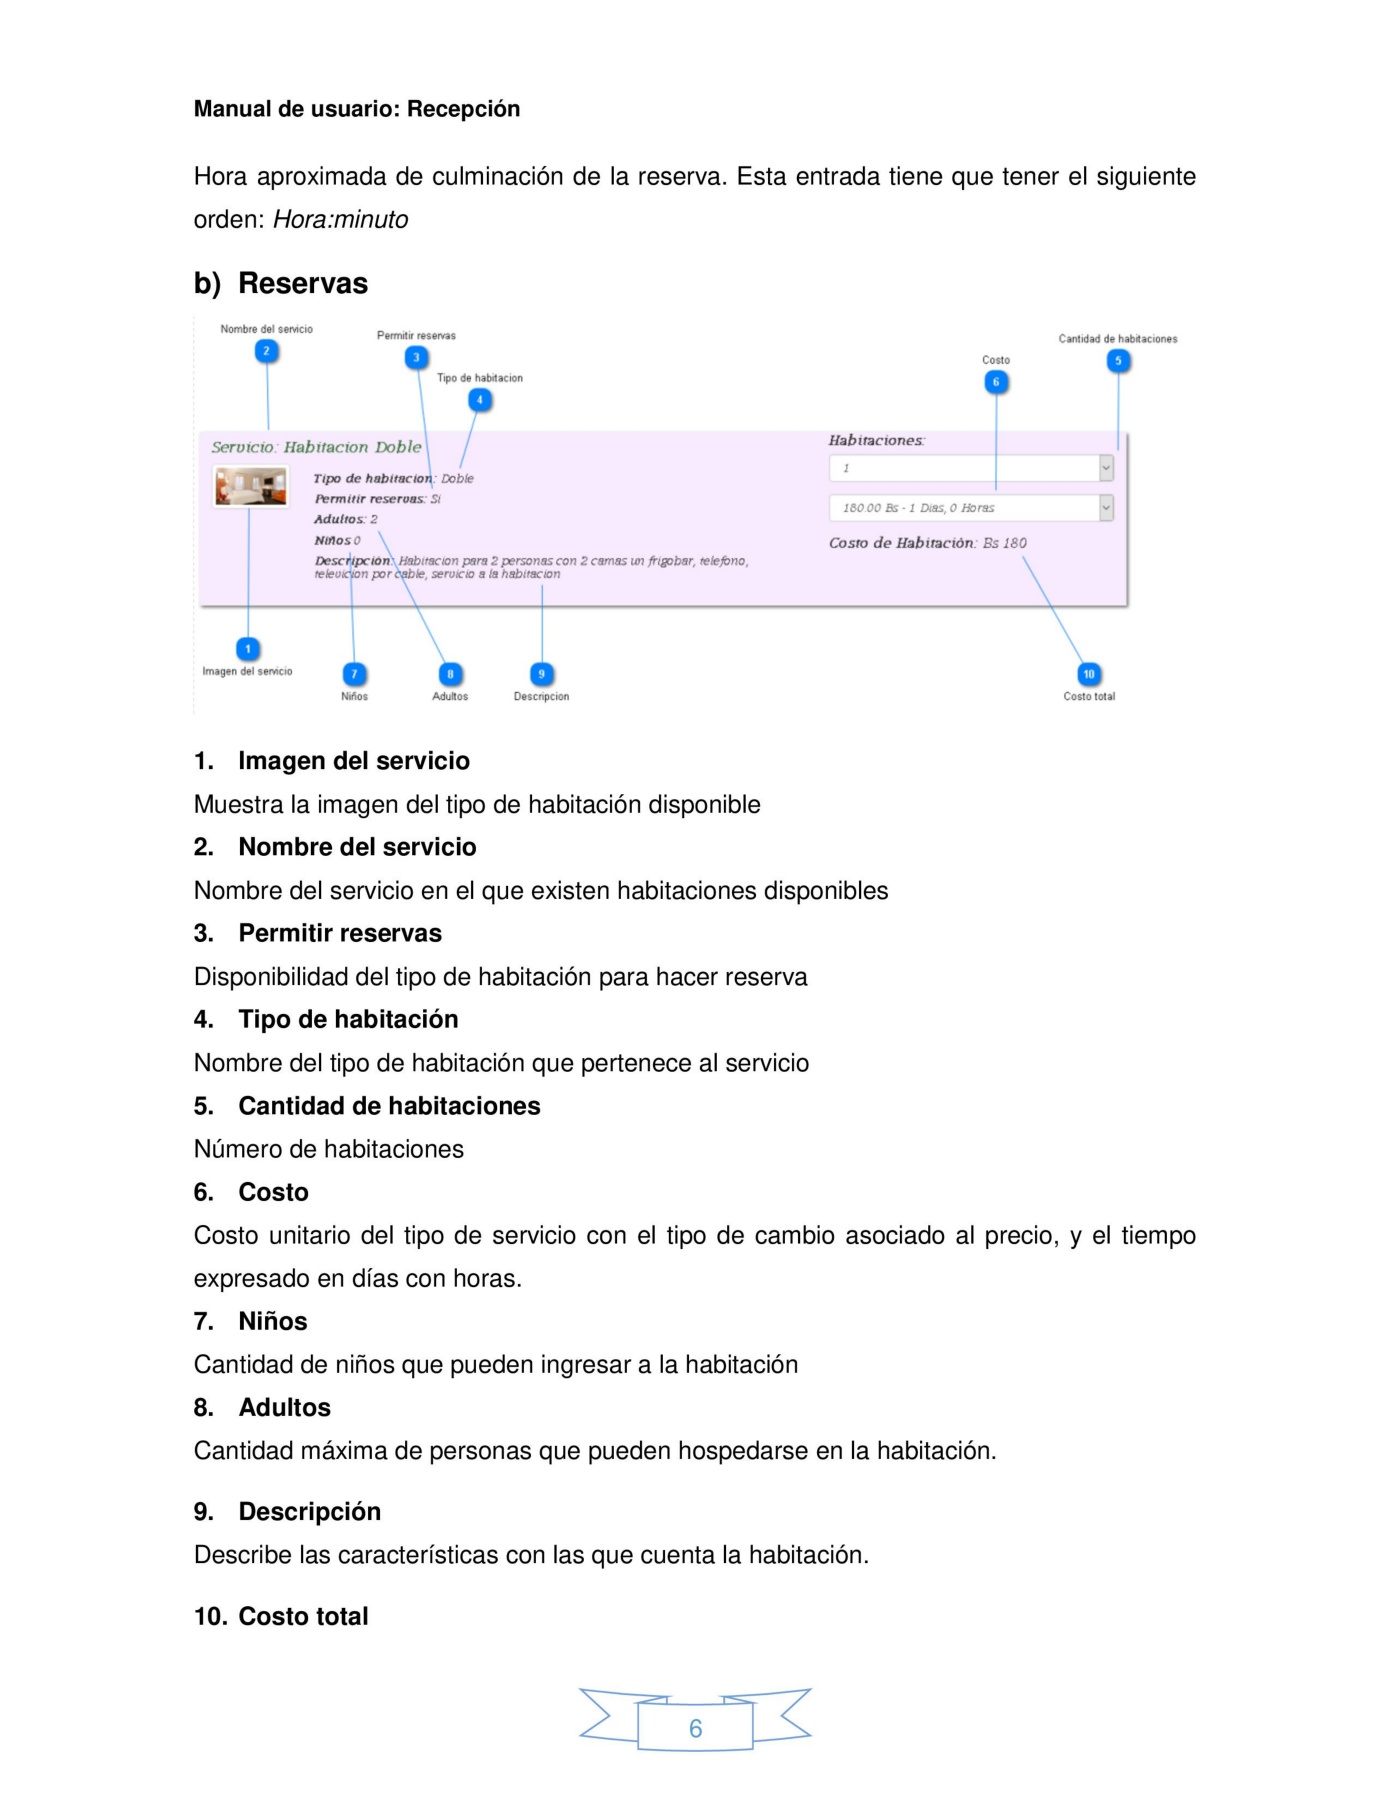 Manual de usuario: Recepción
Hora aproximada de culminación de la reserva. Esta entrada tiene que tener el siguiente
orden: Hora:minuto
b) Reservas
Nombre del servicio
2
Permitir reservas
3
Tipo de habitacion
4
Costo
6
Cantidad de habitaciones
5
Servicio: Habitacion Doble
Tipo de habitacion: Doble
Permitir reservas: Si
Adultos: 2
Niños 0
Descripción: Habitacion para 2 personas con 2 camas un frigobar, telefono,
televicion por cable, servicio a la habitacion
Habitaciones:
1
180.00 Bs - 1 Dias, 0 Horas
Costo de Habitación: Bs 180
1
Imagen del servicio
7
Niños
8
Adultos
9
Descripcion
10
Costo total
1. Imagen del servicio
Muestra la imagen del tipo de habitación disponible
2. Nombre del servicio
Nombre del servicio en el que existen habitaciones disponibles
3. Permitir reservas
Disponibilidad del tipo de habitación para hacer reserva
4. Tipo de habitación
Nombre del tipo de habitación que pertenece al servicio
5. Cantidad de habitaciones
Número de habitaciones
6. Costo
Costo unitario del tipo de servicio con el tipo de cambio asociado al precio, y el tiempo
expresado en días con horas.
7. Niños
Cantidad de niños que pueden ingresar a la habitación
8. Adultos
Cantidad máxima de personas que pueden hospedarse en la habitación.
9. Descripción
Describe las características con las que cuenta la habitación.
10. Costo total
6